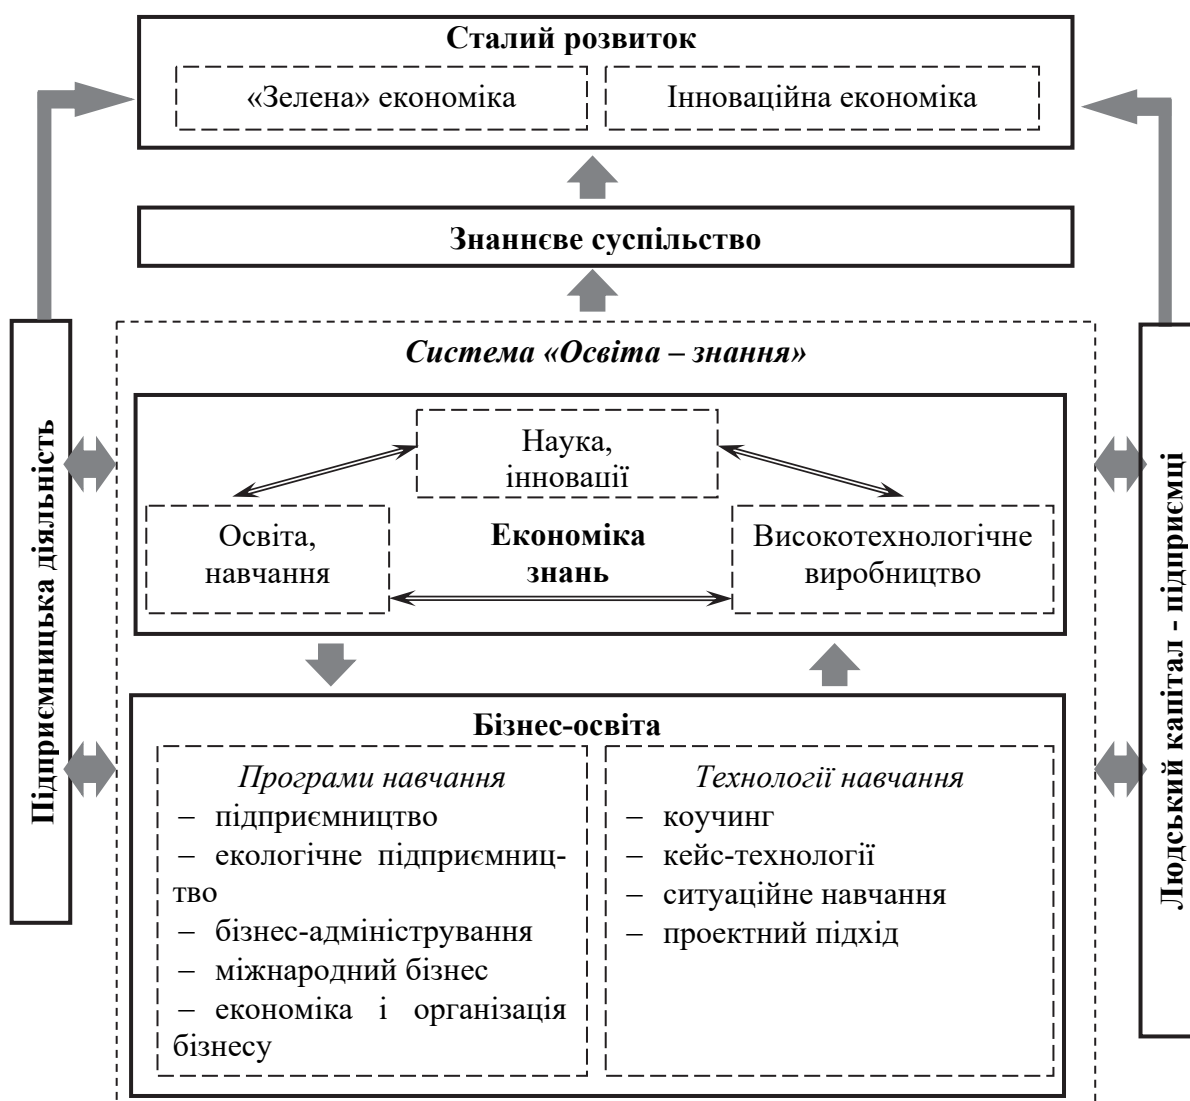 Сталий розвиток
«Зелена» економіка
Інноваційна економіка
Знаннєве суспільство
Система «Освіта – знання»
Наука,
інновації
Освіта,
навчання
Економіка
знань
Високотехнологічне
виробництво
Підприємницька діяльність
Людський капітал - підприємці
Бізнес-освіта
Програми навчання
– підприємництво
– екологічне підприємниц-
тво
– бізнес-адміністрування
– міжнародний бізнес
– економіка і організація
бізнесу
Технології навчання
– коучинг
– кейс-технології
– ситуаційне навчання
– проектний підхід